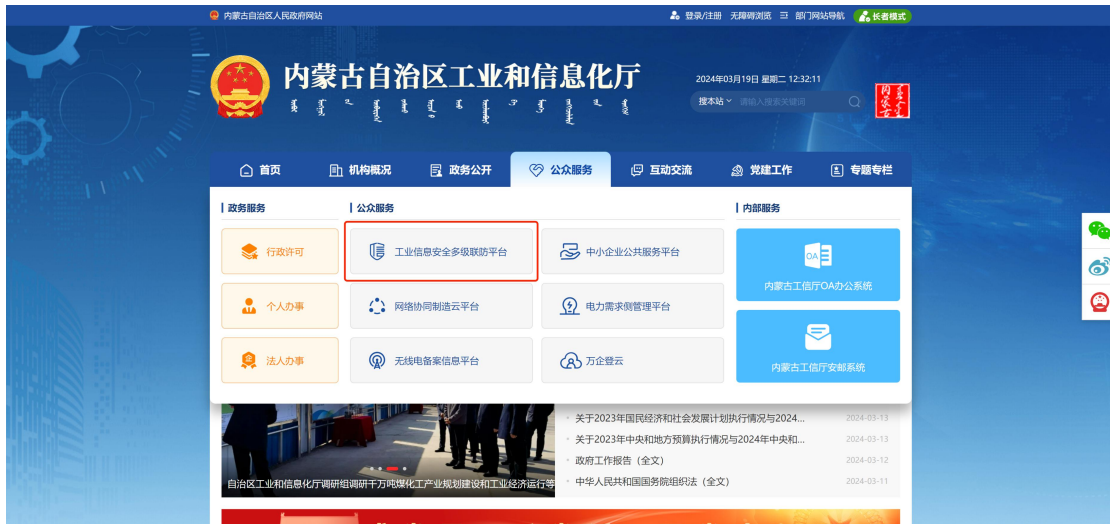 内蒙古自治区人民政府网站
登录/注册 无障碍浏览 部门网站导航 长者模式
内蒙古自治区工业和信息化厅
2024年03月19日 星期二 12:32:11
搜本站 请输入搜索关键词
内蒙古
首页 机构概况 政务公开 公众服务 互动交流 党建工作 专题专栏
政务服务 公众服务 内部服务
行政许可 工业信息安全多级联防平台 中小企业公共服务平台
OA
内蒙古工信厅OA办公系统
个人办事 网络协同制造云平台 电力需求侧管理平台
法人办事 无线电备案信息平台 万企登云
内蒙古工信厅安邮系统
关于2023年国民经济和社会发展计划执行情况与2024... 2024-03-13
关于2023年中央和地方预算执行情况与2024年中央和... 2024-03-13
政府工作报告（全文） 2024-03-12
自治区工业和信息化厅调研组调研千万吨煤化工产业规划建设和工业经济运行等
中华人民共和国国务院组织法（全文） 2024-03-11